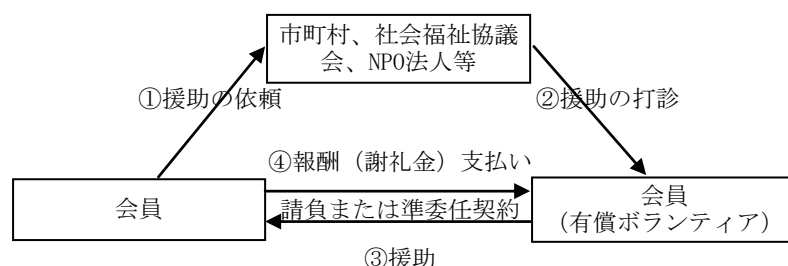 市町村、社会福祉協議
会、NPO法人等
①援助の依頼
②援助の打診
④報酬（謝礼金）支払い
会員
請負または準委任契約
会員
（有償ボランティア）
③援助